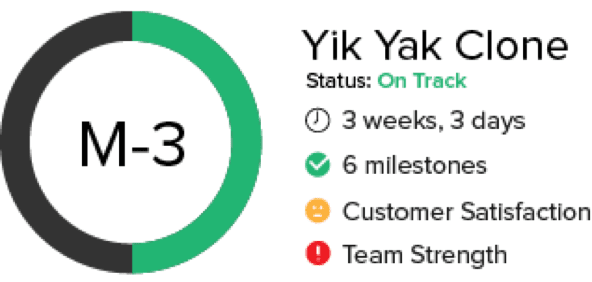 M-3
Yik Yak Clone
Status: On Track
3 weeks, 3 days
6 milestones
Customer Satisfaction
Team Strength